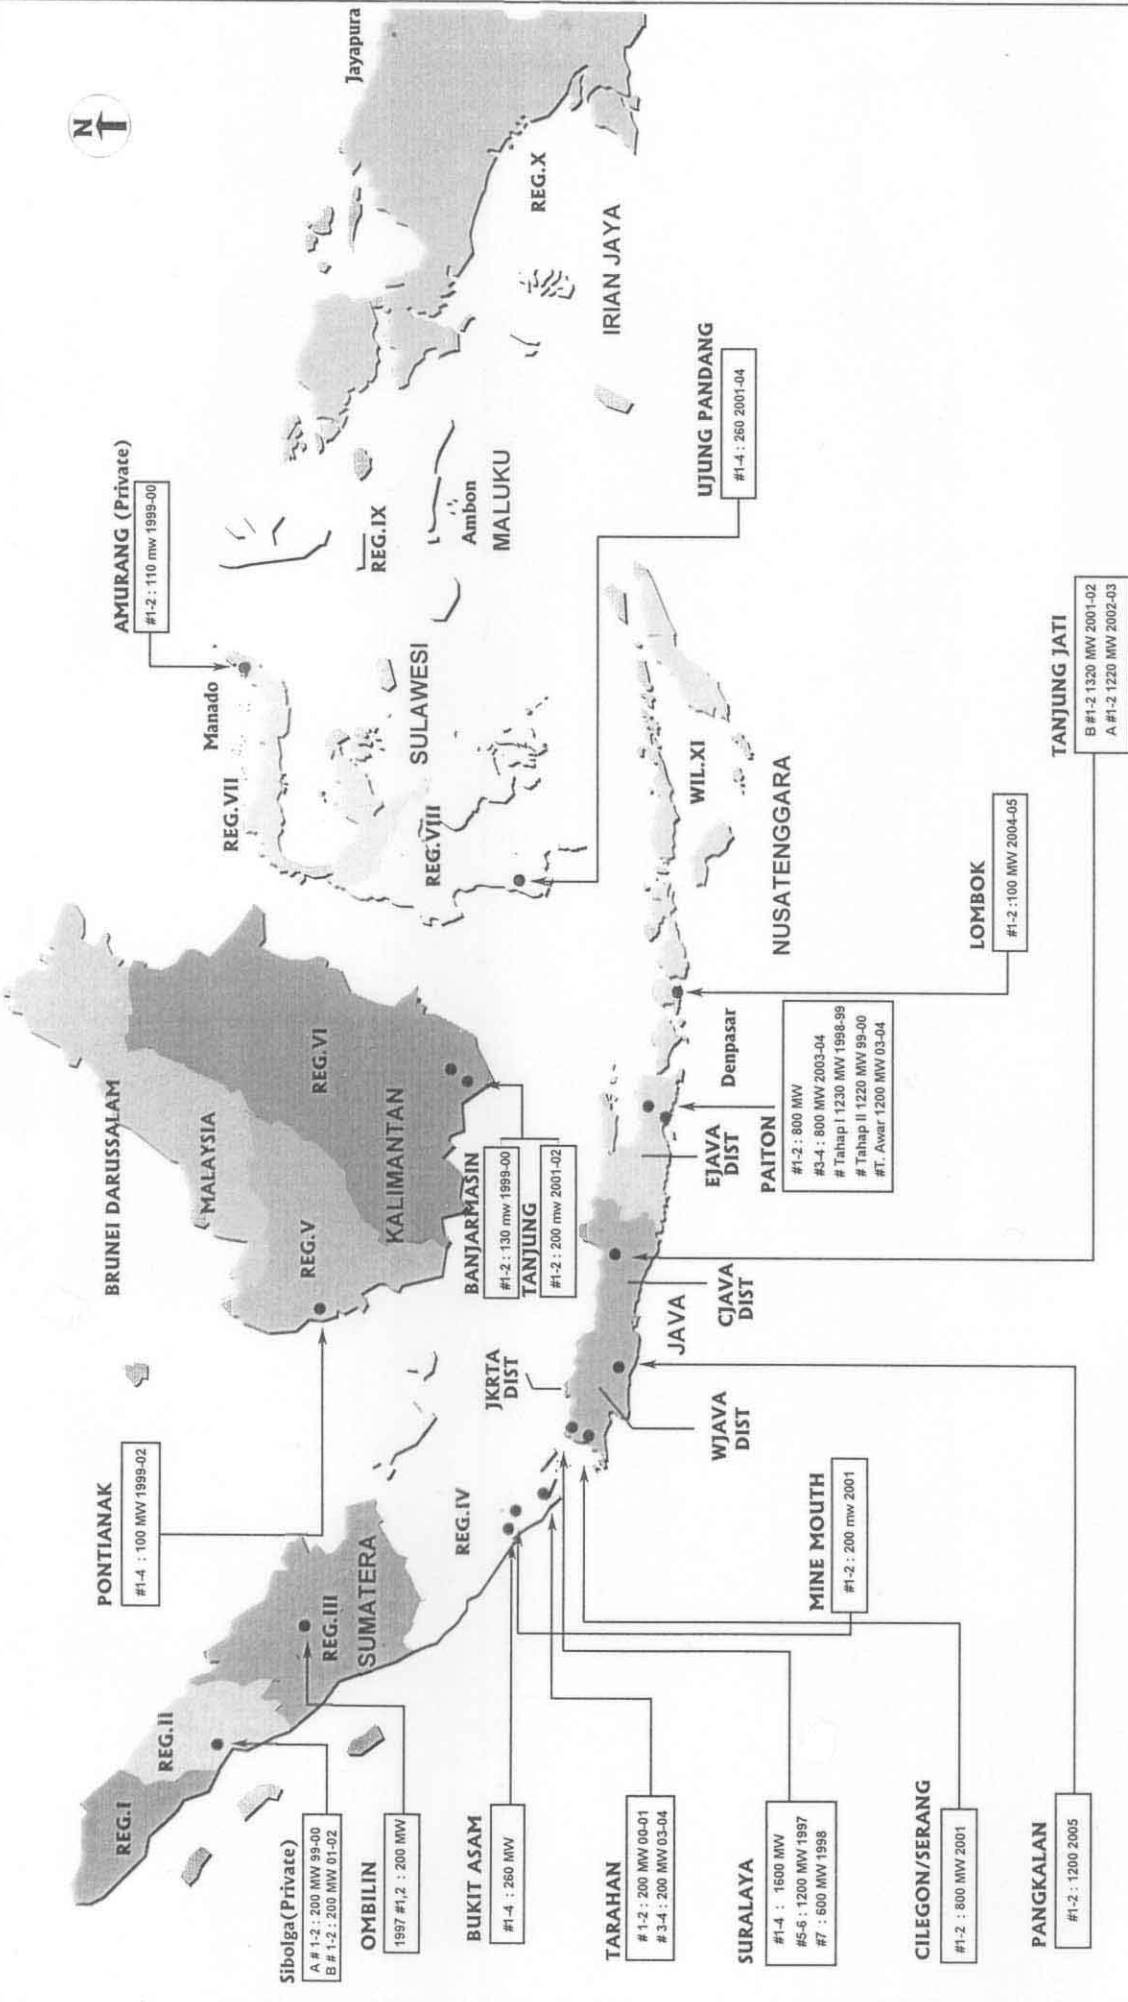 N
Jayapura
AMURANG (Private)
#1-2 : 110 mw 1999-00
BRUNEI DARUSSALAM
MALAYSIA
REG.VI
REG.V
KALIMANTAN
PONTIANAK
#1-4 : 100 MW 1999-02
Manado
REG.VII
SULAWESI
REG.VIII
REG.IX
Ambon
MALUKU
REG.X
IRIAN JAYA
UJUNG PANDANG
#1-4 : 260 2001-04
REG.I
REG.II
REG.III
SUMATERA
REG.IV
BANJARMASIN
#1-2 : 130 mw 1999-00
TANJUNG
#1-2 : 200 mw 2001-02
JKRTA
DIST
WJAVA
DIST
JAVA
CJAVA
DIST
EJAVA
DIST
Denpasar
WIL.XI
NUSATENGGARA
PAITON
#1-2 : 800 MW
#3-4 : 800 MW 2003-04
# Tahap I 1230 MW 1998-99
# Tahap II 1220 MW 99-00
#T. Awar 1200 MW 03-04
LOMBOK
#1-2 :100 MW 2004-05
TANJUNG JATI
B #1-2 1320 MW 2001-02
A #1-2 1220 MW 2002-03
Sibolga(Private)
A # 1-2 : 200 MW 99-00
B # 1-2 : 200 MW 01-02
OMBILIN
1997 #1,2 : 200 MW
BUKIT ASAM
#1-4 : 260 MW
TARAHAN
# 1-2 : 200 MW 00-01
# 3-4 : 200 MW 03-04
SURALAYA
#1-4 : 1600 MW
#5-6 : 1200 MW 1997
#7 : 600 MW 1998
MINE MOUTH
#1-2 : 200 mw 2001
CILEGON/SERANG
#1-2 : 800 MW 2001
PANGKALAN
#1-2 : 1200 2005